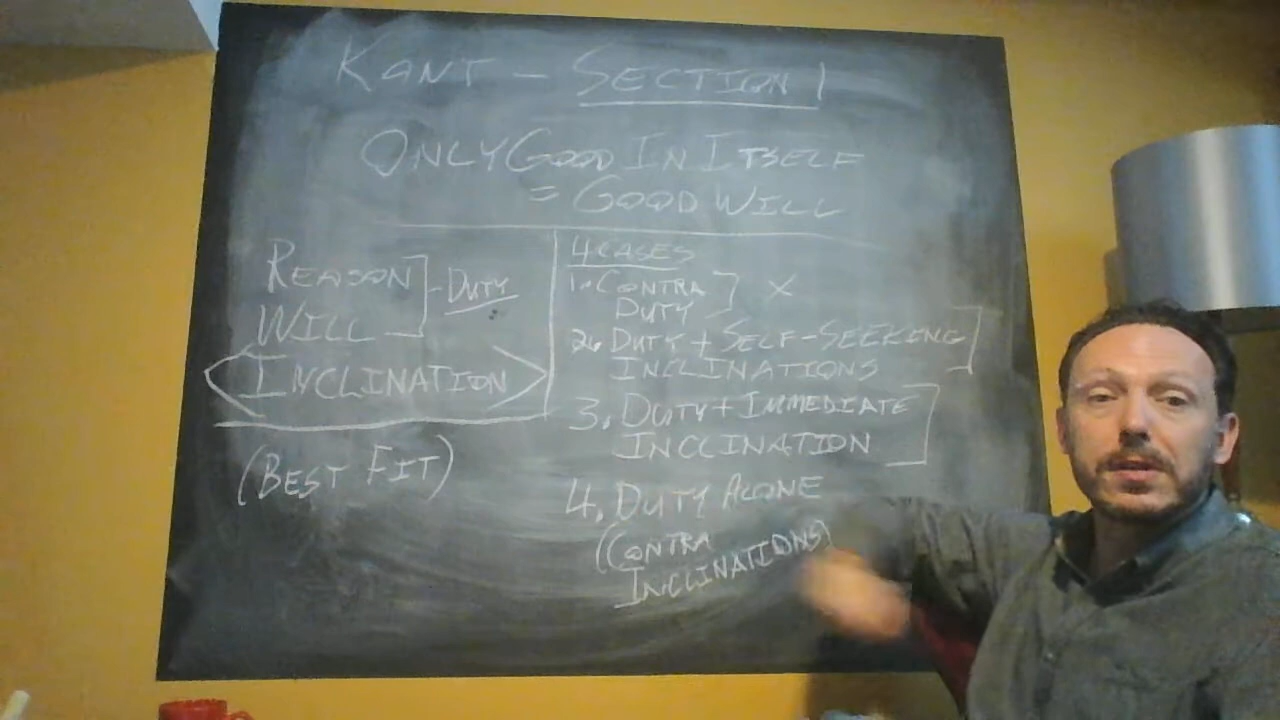 KANT - SECTION 1
ONLY GOOD IN ITSELF
= GOOD WILL
REASON
WILL
- DUTY
INCLINATION
(BEST FIT)
4 CASES
1. CONTRA
DUTY
X
2. DUTY + SELF-SEEKING
INCLINATIONS
3. DUTY + IMMEDIATE
INCLINATION
4. DUTY ALONE
(CONTRA
INCLINATIONS)